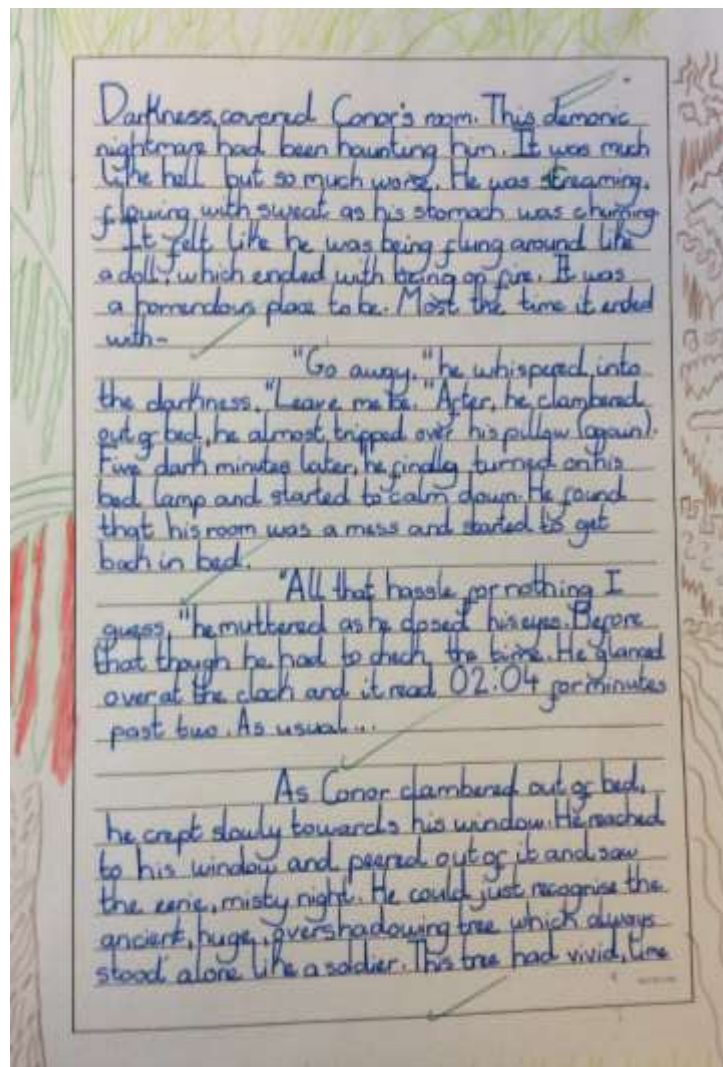 Darkness, covered Conor's room. This demonic
nightmare had been haunting him. It was much
like hell but so much worse. He was streaming,
flowing with sweat as his stomach was churning.
It felt like he was being flung around like
a doll, which ended with being on fire. It was
a horrendous place to be. Most the time it ended
with-
"Go away," he whispered into
the darkness. "Leave me be." After, he clambered
out of bed, he almost tripped over his pillow (again).
Five dark minutes later, he finally turned on his
bed lamp and started to calm down. He found
that his room was a mess and started to get
back in bed.
"All that hassle for nothing I
guess," he muttered as he closed his eyes. Before
that though he had to check the time. He glanced
over at the clock and it read 02:04 for minutes
past two. As usual...
As Conor clambered out of bed,
he crept slowly towards his window. He reached
to his window and peered out of it and saw
the eerie, misty night. He could just recognise the
ancient, huge, overshadowing tree which always
stood alone like a soldier. This tree had vivid, time